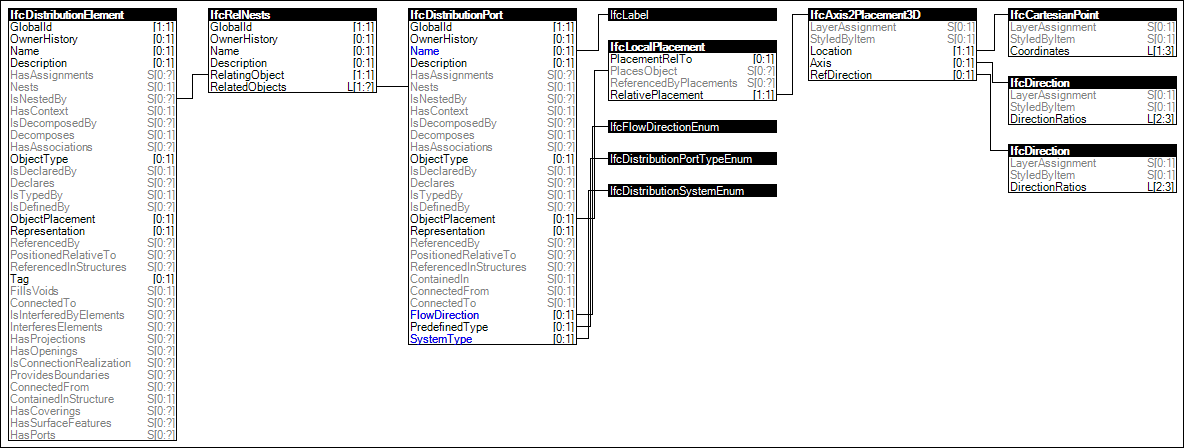 IfcDistributionElement
GlobalId [1:1]
OwnerHistory [0:1]
Name [0:1]
Description [0:1]
HasAssignments S[0:?]
Nests S[0:1]
IsNestedBy S[0:?]
HasContext S[0:1]
IsDecomposedBy S[0:?]
Decomposes S[0:1]
HasAssociations S[0:?]
ObjectType [0:1]
IsDeclaredBy S[0:1]
Declares S[0:?]
IsTypedBy S[0:1]
IsDefinedBy S[0:?]
ObjectPlacement [0:1]
Representation [0:1]
ReferencedBy S[0:?]
PositionedRelativeTo S[0:?]
ReferencedInStructures S[0:?]
Tag [0:1]
FillsVoids S[0:1]
ConnectedTo S[0:?]
IsInterferedByElements S[0:?]
InterferesElements S[0:?]
HasProjections S[0:?]
HasOpenings S[0:?]
IsConnectionRealization S[0:?]
ProvidesBoundaries S[0:?]
ConnectedFrom S[0:?]
ContainedInStructure S[0:1]
HasCoverings S[0:?]
HasSurfaceFeatures S[0:?]
HasPorts S[0:?]
IfcRelNests
GlobalId [1:1]
OwnerHistory [0:1]
Name [0:1]
Description [0:1]
RelatingObject [1:1]
RelatedObjects L[1:?]
IfcDistributionPort
GlobalId [1:1]
OwnerHistory [0:1]
Name [0:1]
Description [0:1]
HasAssignments S[0:?]
Nests S[0:1]
IsNestedBy S[0:?]
HasContext S[0:1]
IsDecomposedBy S[0:?]
Decomposes S[0:1]
HasAssociations S[0:?]
ObjectType [0:1]
IsDeclaredBy S[0:1]
Declares S[0:?]
IsTypedBy S[0:1]
IsDefinedBy S[0:?]
ObjectPlacement [0:1]
Representation [0:1]
ReferencedBy S[0:?]
PositionedRelativeTo S[0:?]
ReferencedInStructures S[0:?]
ContainedIn S[0:1]
ConnectedFrom S[0:1]
ConnectedTo S[0:1]
FlowDirection [0:1]
PredefinedType [0:1]
SystemType [0:1]
IfcLabel
IfcLocalPlacement
PlacementRelTo [0:1]
PlacesObject S[0:?]
ReferencedByPlacements S[0:?]
RelativePlacement [1:1]
IfcFlowDirectionEnum
IfcDistributionPortTypeEnum
IfcDistributionSystemEnum
IfcAxis2Placement3D
LayerAssignment S[0:1]
StyledByItem S[0:1]
Location [1:1]
Axis [0:1]
RefDirection [0:1]
IfcCartesianPoint
LayerAssignment S[0:1]
StyledByItem S[0:1]
Coordinates L[1:3]
IfcDirection
LayerAssignment S[0:1]
StyledByItem S[0:1]
DirectionRatios L[2:3]
IfcDirection
LayerAssignment S[0:1]
StyledByItem S[0:1]
DirectionRatios L[2:3]